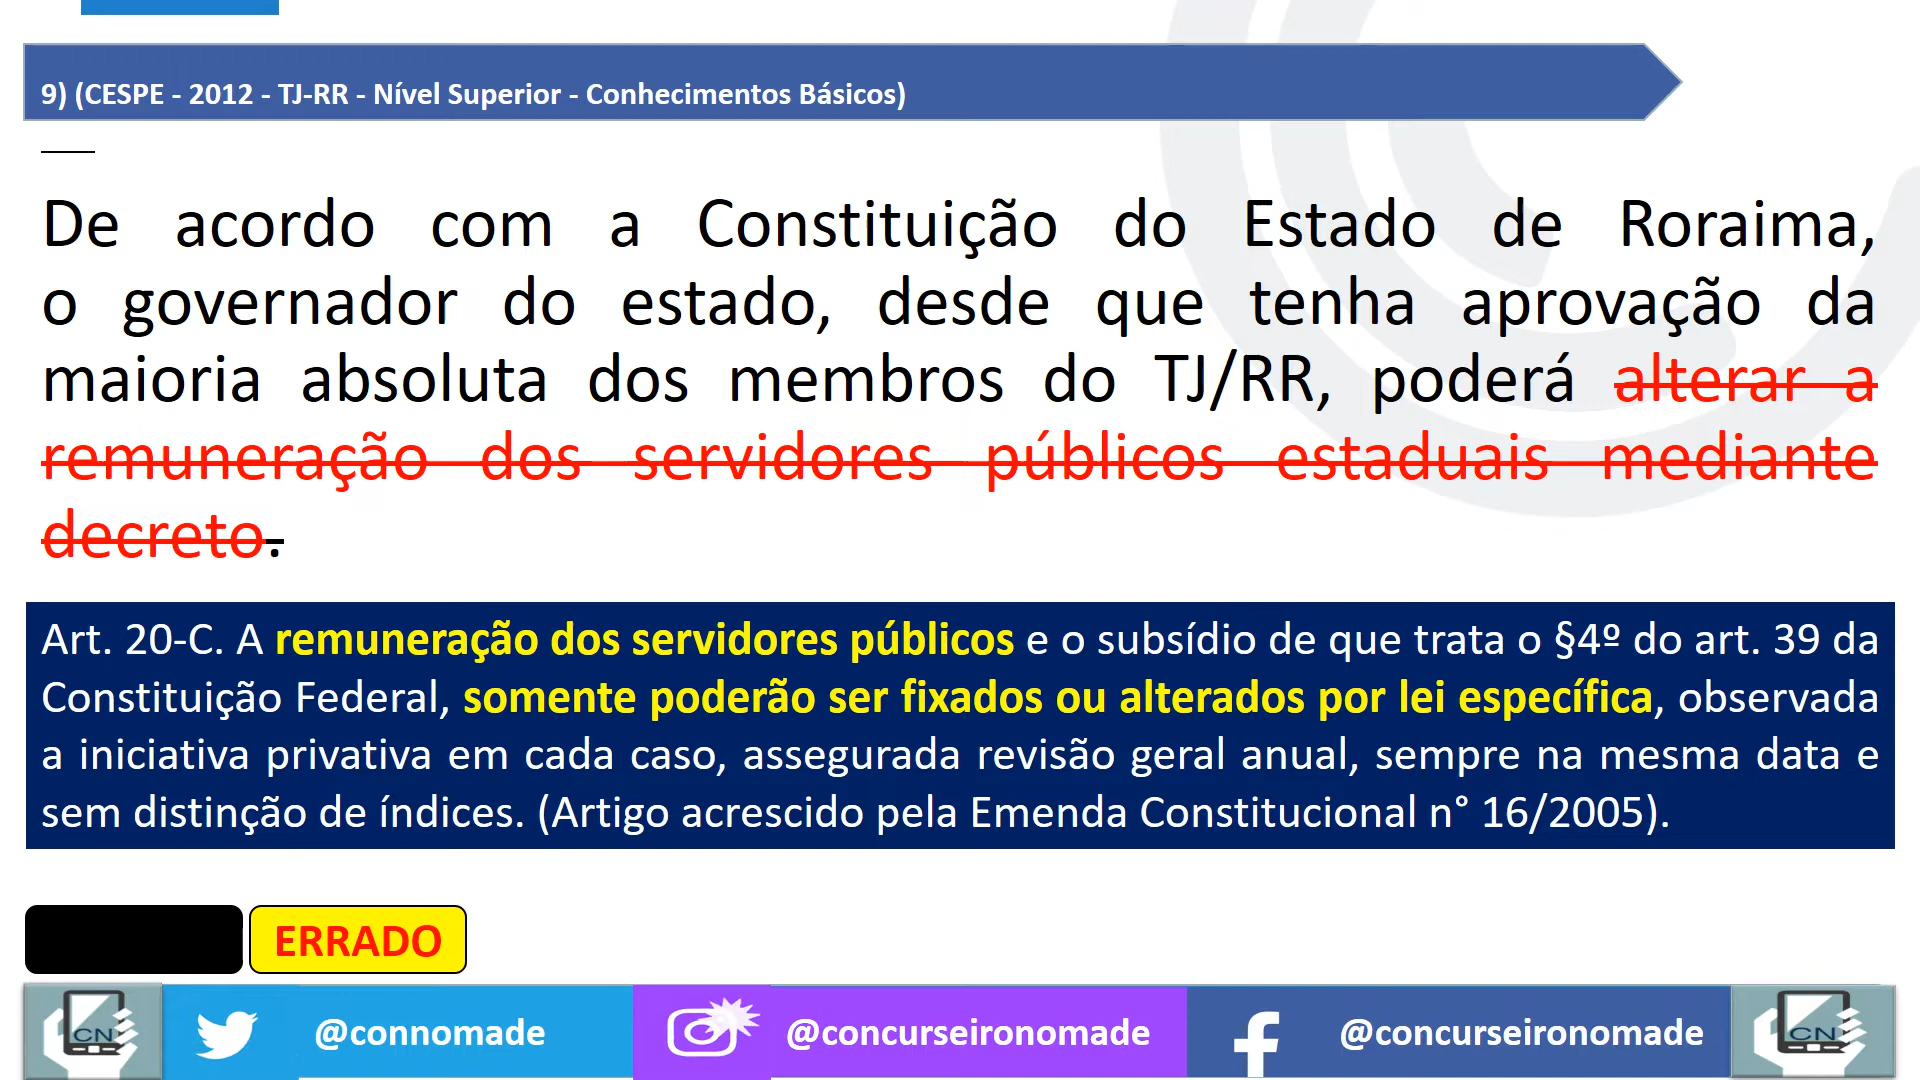 9) (CESPE - 2012 - TJ-RR - Nível Superior - Conhecimentos Básicos)
De acordo com a Constituição do Estado de Roraima,
o governador do estado, desde que tenha aprovação da
maioria absoluta dos membros do TJ/RR, poderá alterar a
remuneração dos servidores públicos estaduais mediante
decreto.
Art. 20-C. A remuneração dos servidores públicos e o subsídio de que trata o §4º do art. 39 da
Constituição Federal, somente poderão ser fixados ou alterados por lei específica, observada
a iniciativa privativa em cada caso, assegurada revisão geral anual, sempre na mesma data e
sem distinção de índices. (Artigo acrescido pela Emenda Constitucional n° 16/2005).
ERRADO
CN @connomade @concurseironomade @concurseironomade CN